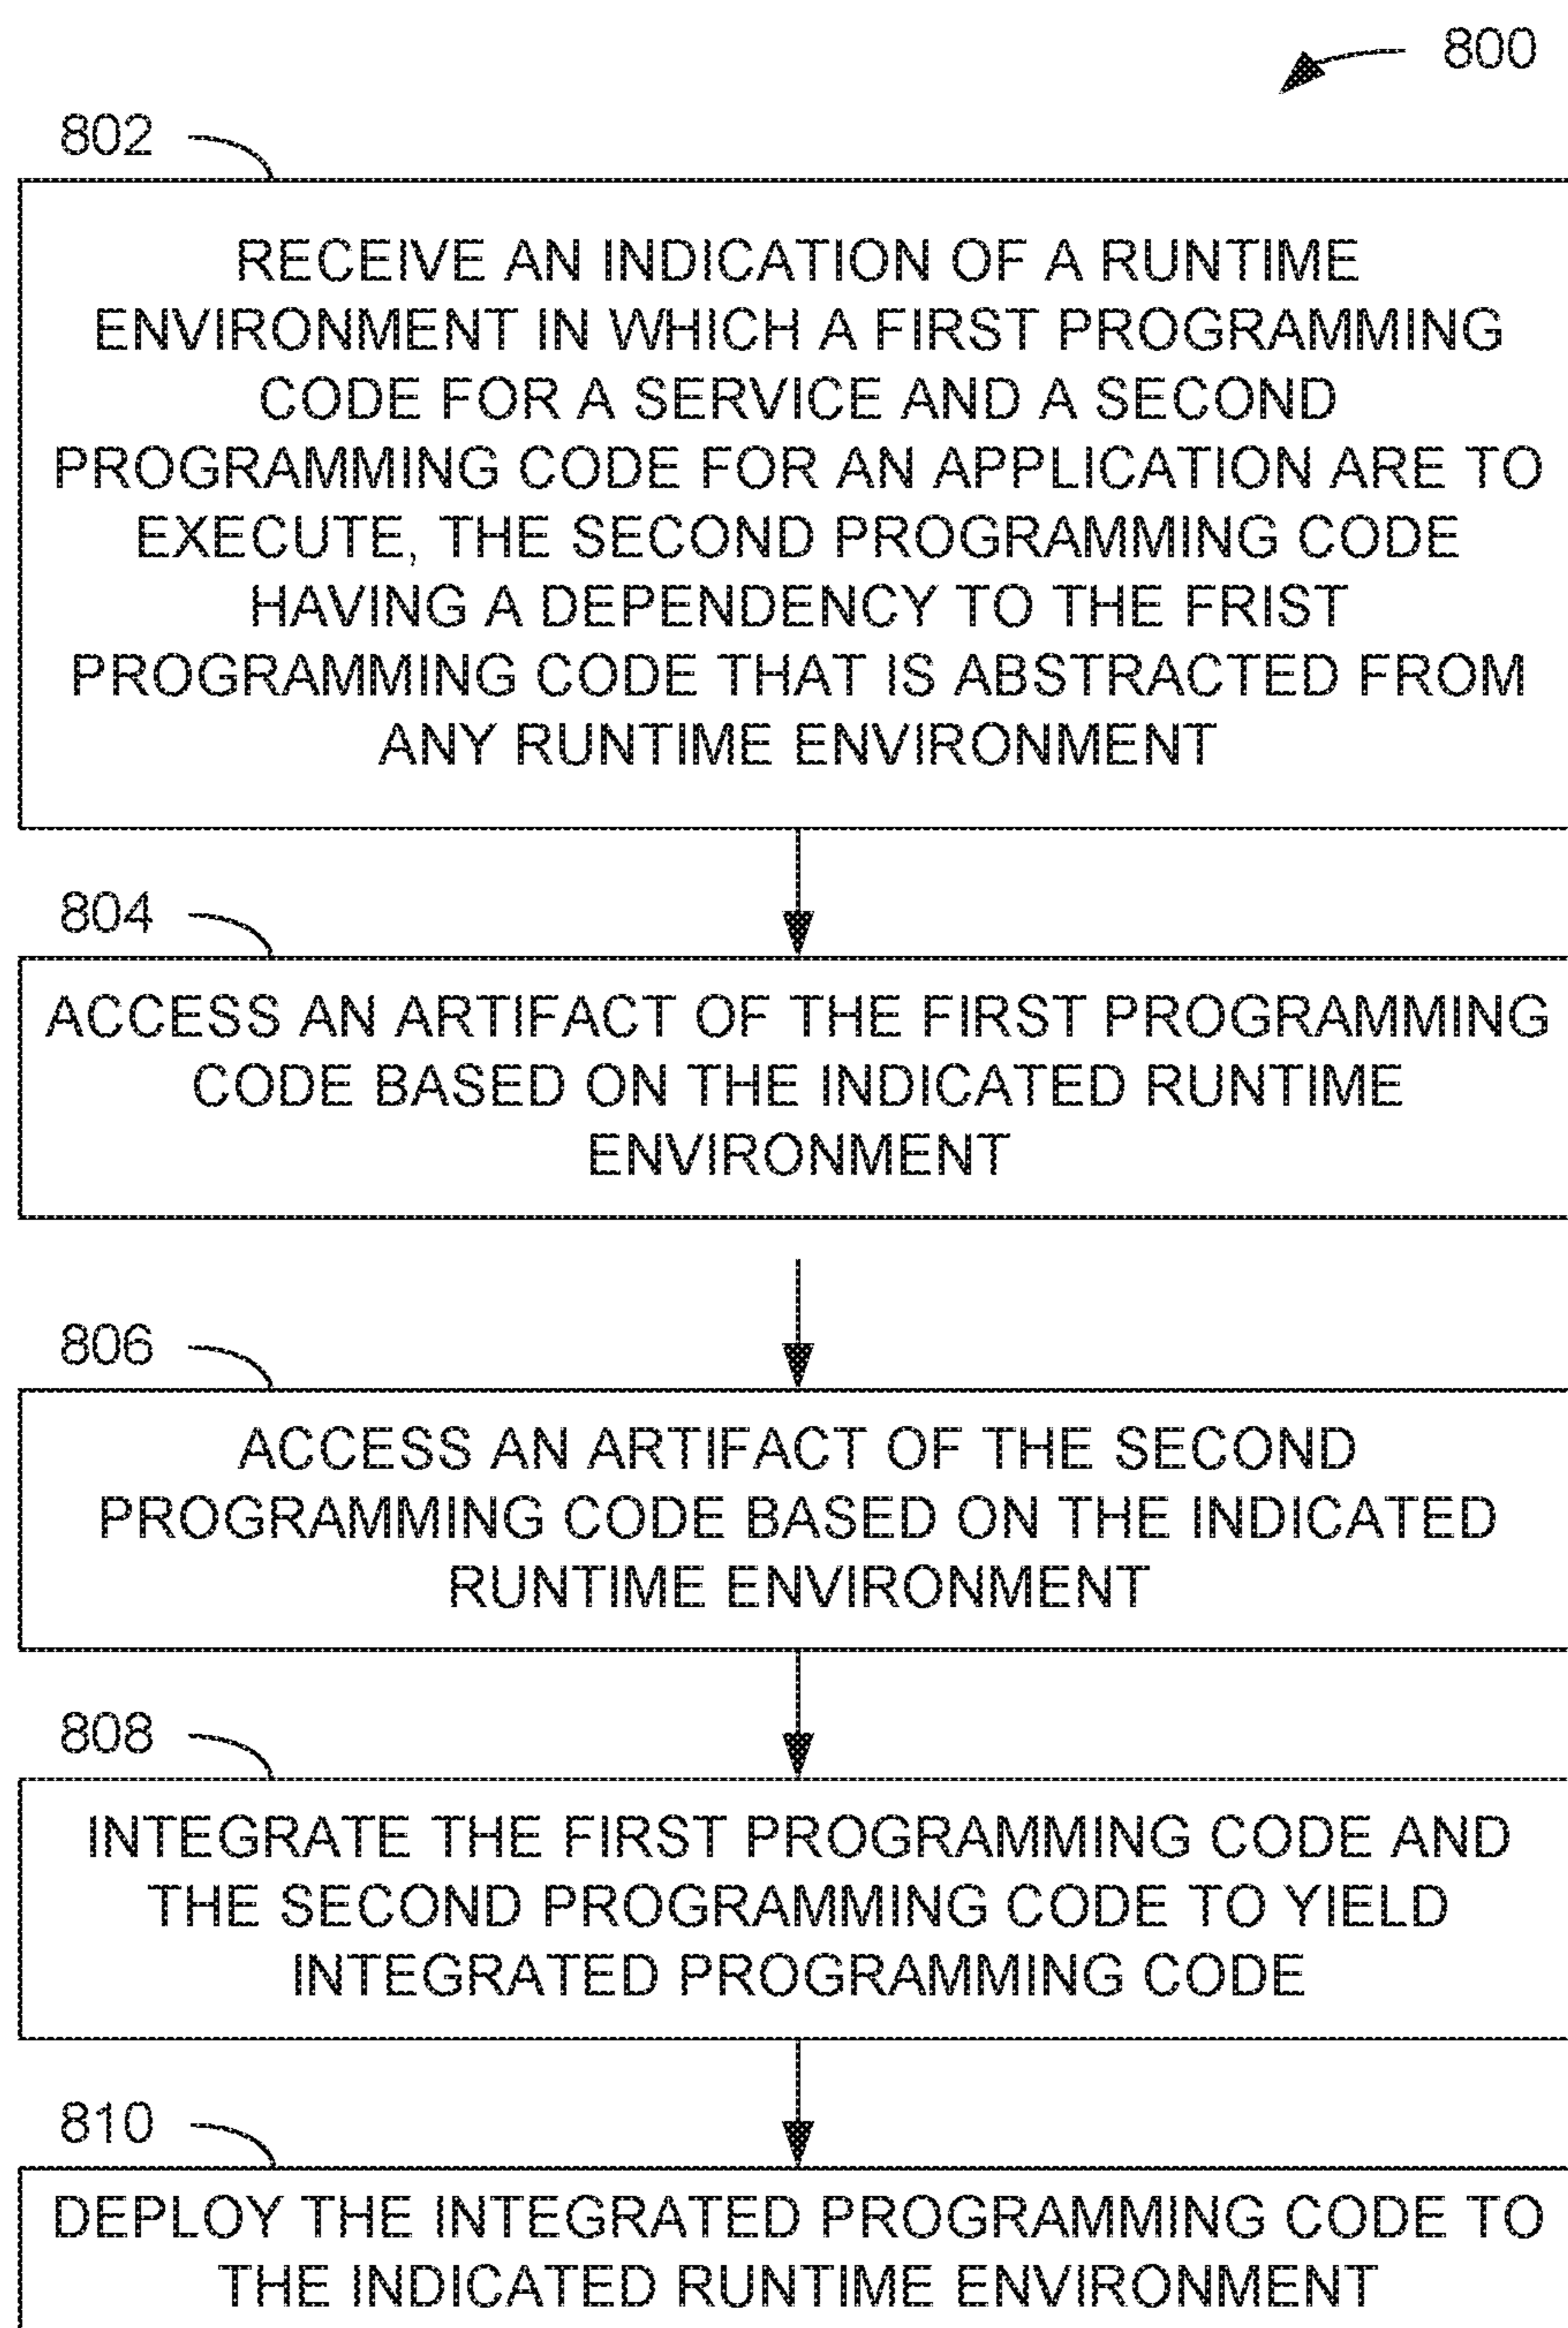 800
802
RECEIVE AN INDICATION OF A RUNTIME
ENVIRONMENT IN WHICH A FIRST PROGRAMMING
CODE FOR A SERVICE AND A SECOND
PROGRAMMING CODE FOR AN APPLICATION ARE TO
EXECUTE, THE SECOND PROGRAMMING CODE
HAVING A DEPENDENCY TO THE FRIST
PROGRAMMING CODE THAT IS ABSTRACTED FROM
ANY RUNTIME ENVIRONMENT
804
ACCESS AN ARTIFACT OF THE FIRST PROGRAMMING
CODE BASED ON THE INDICATED RUNTIME
ENVIRONMENT
806
ACCESS AN ARTIFACT OF THE SECOND
PROGRAMMING CODE BASED ON THE INDICATED
RUNTIME ENVIRONMENT
808
INTEGRATE THE FIRST PROGRAMMING CODE AND
THE SECOND PROGRAMMING CODE TO YIELD
INTEGRATED PROGRAMMING CODE
810
DEPLOY THE INTEGRATED PROGRAMMING CODE TO
THE INDICATED RUNTIME ENVIRONMENT